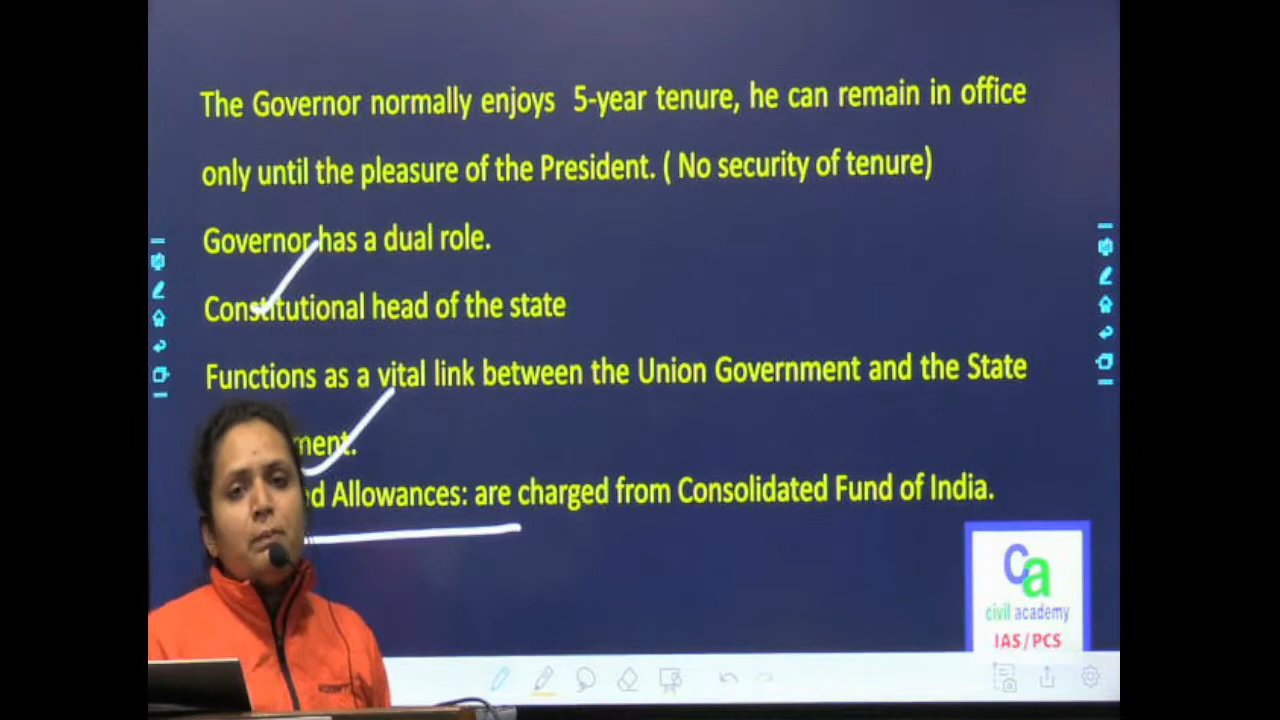 The Governor normally enjoys 5-year tenure, he can remain in office
only until the pleasure of the President. ( No security of tenure)
Governor has a dual role.
Constitutional head of the state
Functions as a vital link between the Union Government and the State
Allowances: are charged from Consolidated Fund of India.
ca
civil academy
IAS/PCS